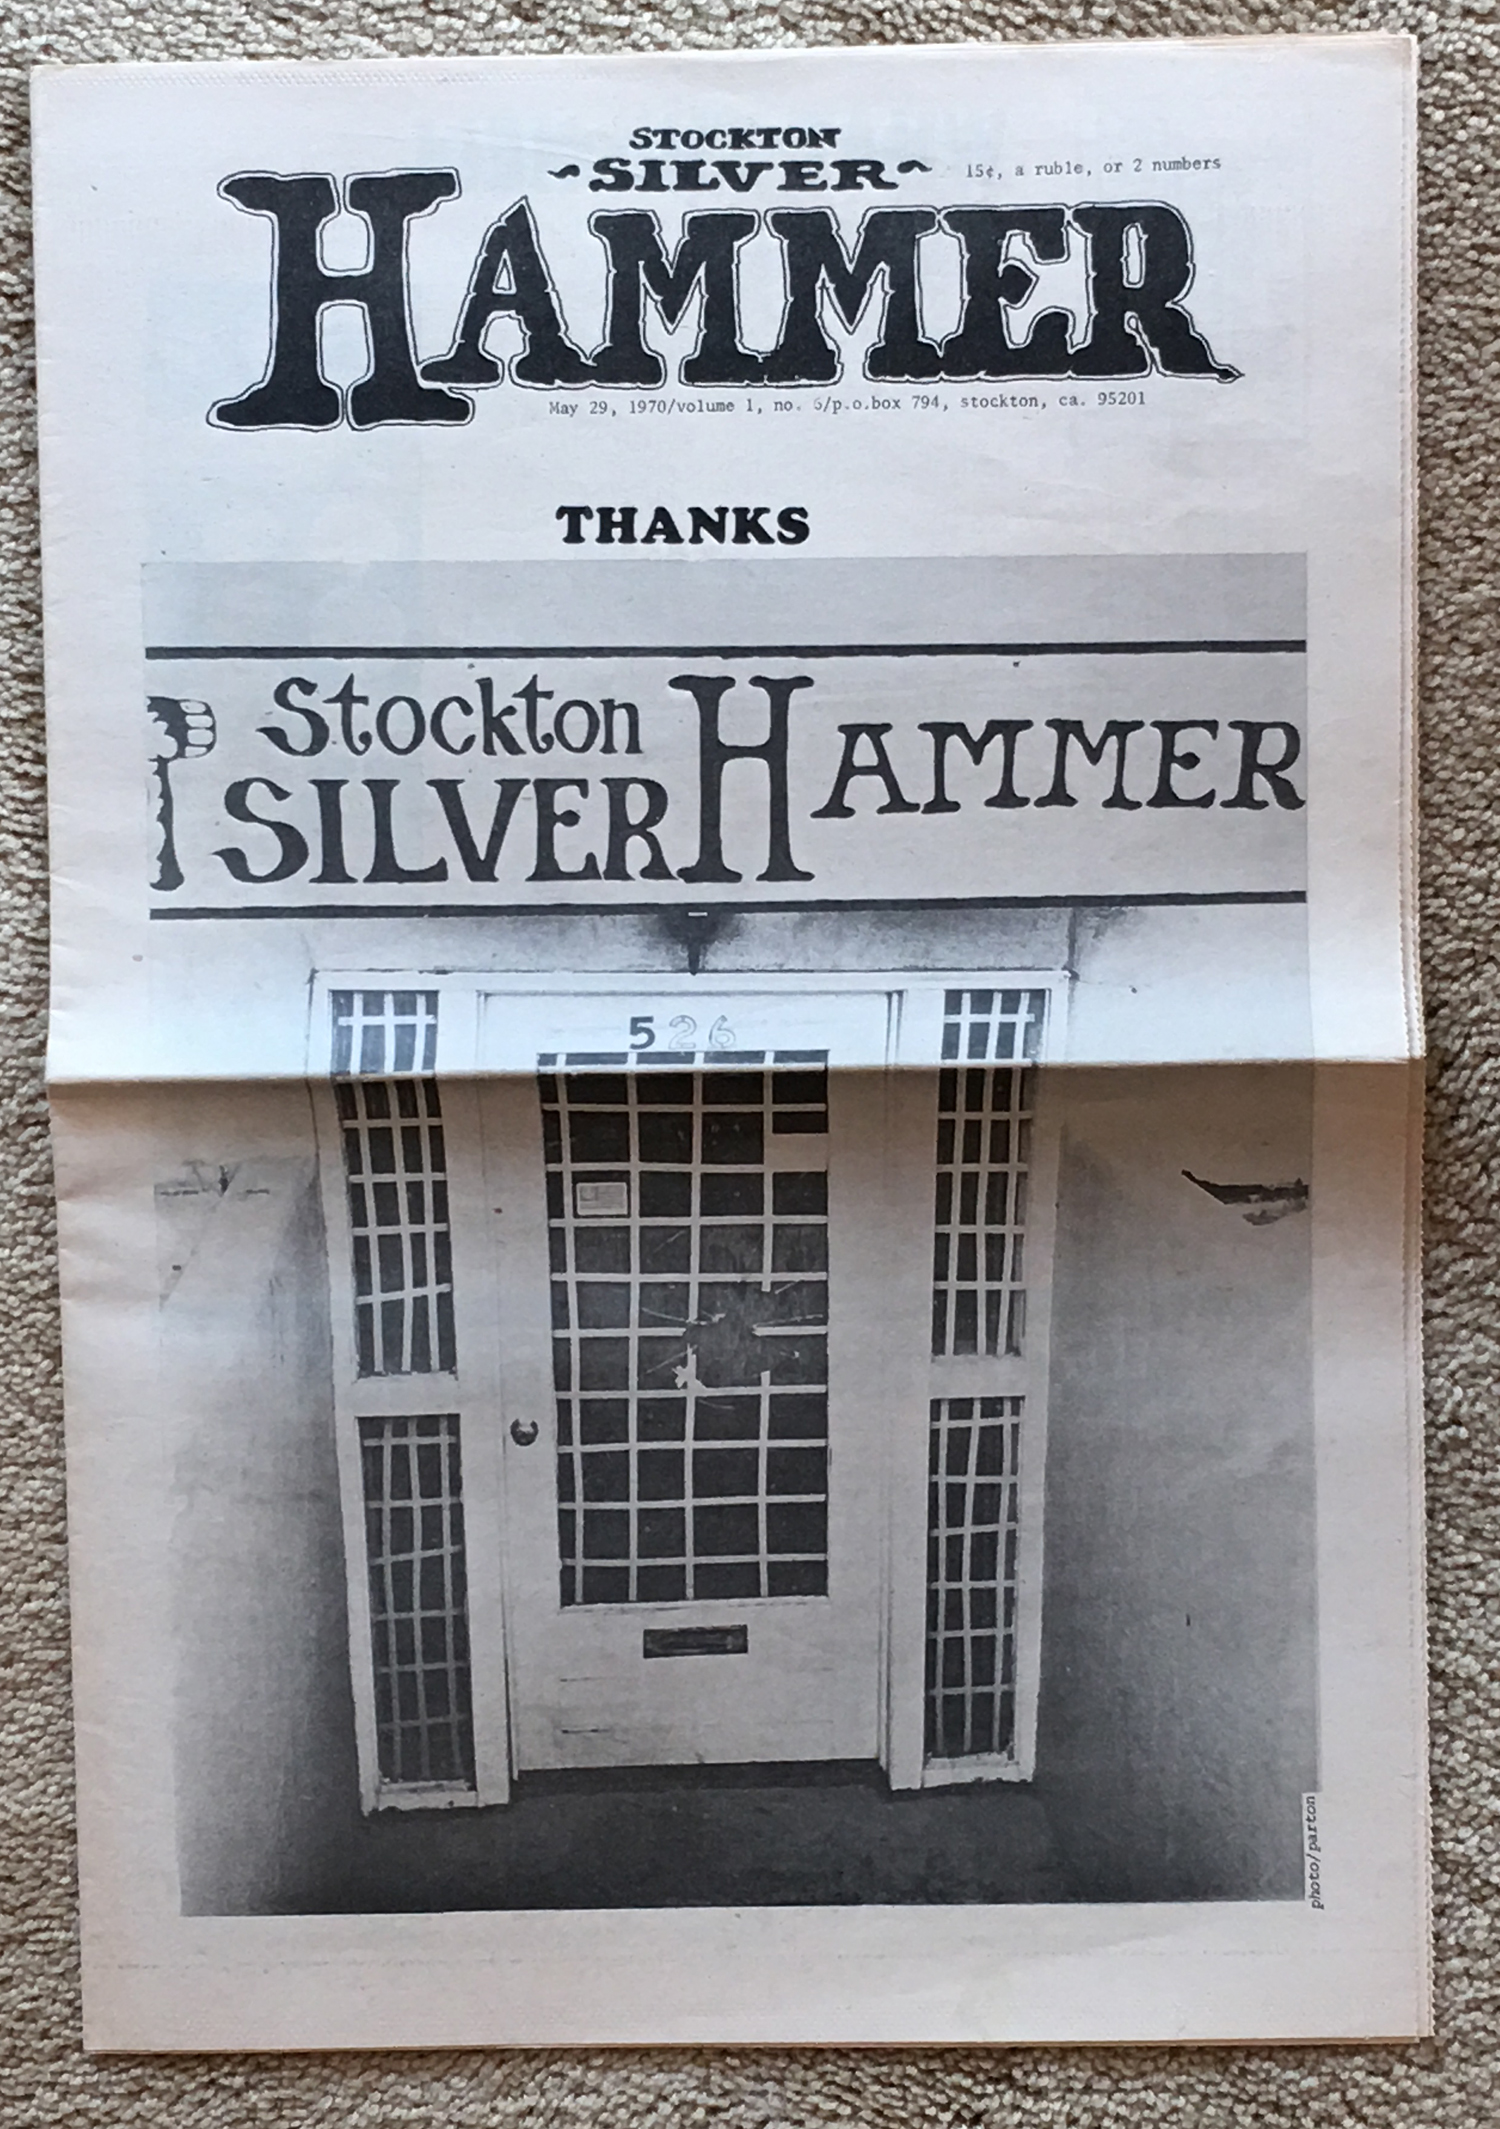 STOCKTON
SILVER
15¢, a ruble, or 2 numbers
HAMMER
May 29, 1970/volume 1, no. 6/p.o.box 794, stockton, ca. 95201
THANKS
Stockton
SILVER HAMMER
526
photo/parton